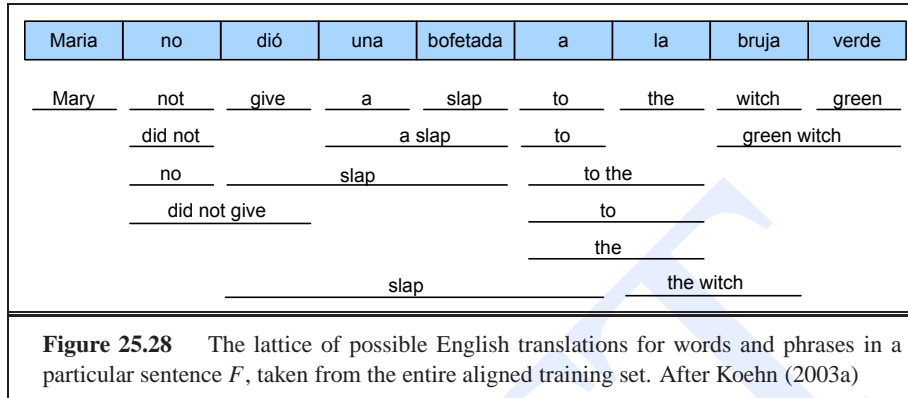 Maria no dió una bofetada a la bruja verde
Mary not give a slap to the witch green
did not a slap to green witch
no slap to the
did not give to
the
slap the witch
Figure 25.28 The lattice of possible English translations for words and phrases in a
particular sentence F, taken from the entire aligned training set. After Koehn (2003a)